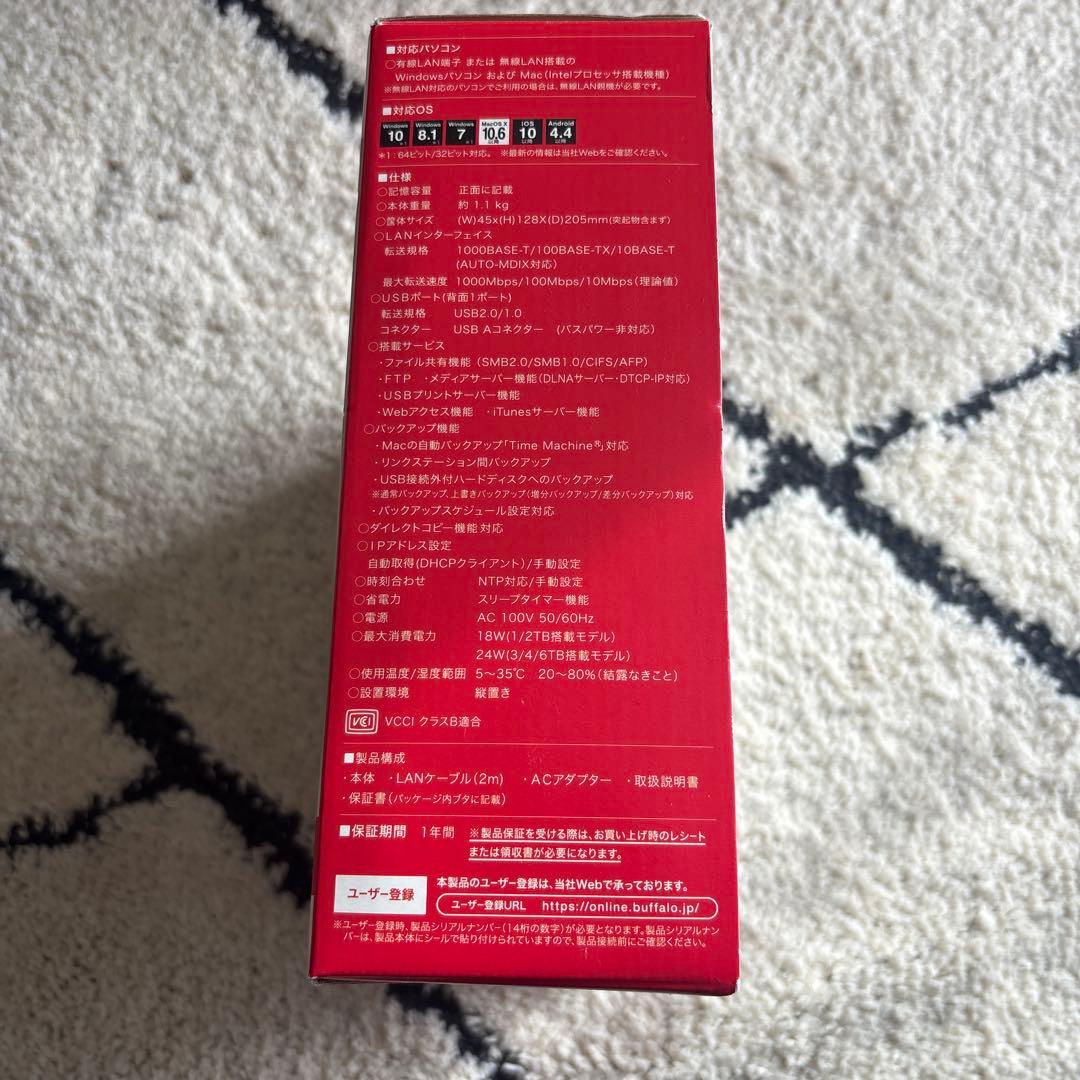 ■対応パソコン
○有線LAN端子 または 無線LAN搭載の
Windowsパソコン および Mac(Intelプロセッサ搭載機種)
※無線LAN対応のパソコンでご利用の場合は、無線LAN親機が必要です。
■対応OS
Windows 10 *1 Windows 8.1 *1 Windows 7 *1 MacOS X 10.6 以降 iOS 10 以降 Android 4.4 以降
*1：64ビット/32ビット対応。 ※最新の情報は当社Webをご確認ください。
■仕様
○記憶容量 正面に記載
○本体重量 約 1.1 kg
○筐体サイズ (W)45x(H)128X(D)205mm(突起物含まず)
○LANインターフェイス
転送規格 1000BASE-T/100BASE-TX/10BASE-T
(AUTO-MDIX対応)
最大転送速度 1000Mbps/100Mbps/10Mbps(理論値)
○USBポート(背面1ポート)
転送規格 USB2.0/1.0
コネクター USB Aコネクター (バスパワー非対応)
○搭載サービス
・ファイル共有機能 (SMB2.0/SMB1.0/CIFS/AFP)
・FTP ・メディアサーバー機能(DLNAサーバー・DTCP-IP対応)
・USBプリントサーバー機能
・Webアクセス機能 ・iTunesサーバー機能
○バックアップ機能
・Macの自動バックアップ「Time Machine®」対応
・リンクステーション間バックアップ
・USB接続外付ハードディスクへのバックアップ
※通常バックアップ、上書きバックアップ(増分バックアップ/差分バックアップ)対応
・バックアップスケジュール設定対応
○ダイレクトコピー機能 対応
○IPアドレス設定
自動取得(DHCPクライアント)/手動設定
○時刻合わせ NTP対応/手動設定
○省電力 スリープタイマー機能
○電源 AC 100V 50/60Hz
○最大消費電力 18W(1/2TB搭載モデル)
24W(3/4/6TB搭載モデル)
○使用温度/湿度範囲 5〜35℃ 20〜80%(結露なきこと)
○設置環境 縦置き
VCI VCCI クラスB適合
■製品構成
・本体 ・LANケーブル(2m) ・ACアダプター ・取扱説明書
・保証書(パッケージ内ブタに記載)
■保証期間 1年間 ※製品保証を受ける際は、お買い上げ時のレシート
または領収書が必要になります。
ユーザー登録 本製品のユーザー登録は、当社Webで承っております。
ユーザー登録URL https://online.buffalo.jp/
※ユーザー登録時、製品シリアルナンバー(14桁の数字)が必要となります。製品シリアルナン
バーは、製品本体にシールで貼り付けられていますので、製品接続前にご確認ください。